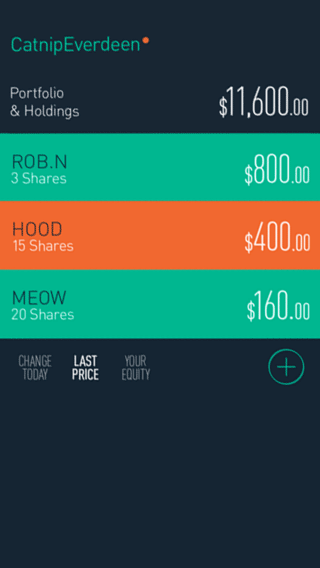 CatnipEverdeen
Portfolio
& Holdings
$11,600.00
ROB.N
3 Shares
$800.00
HOOD
15 Shares
$400.00
MEOW
20 Shares
$160.00
CHANGE
TODAY
LAST
PRICE
YOUR
EQUITY